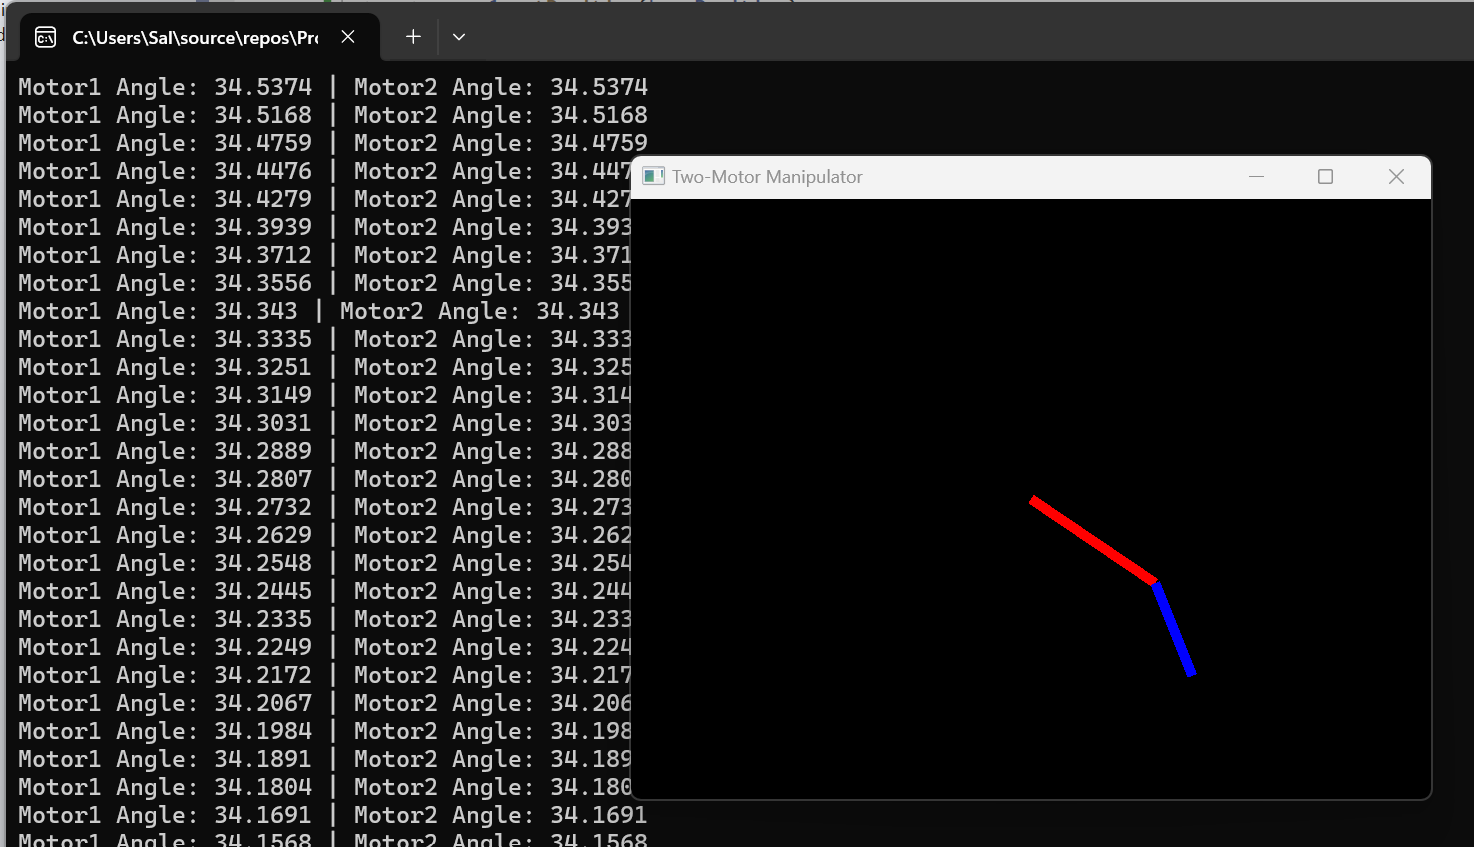 C:\Users\Sal\source\repos\Pro
Motor1 Angle: 34.5374 | Motor2 Angle: 34.5374
Motor1 Angle: 34.5168 | Motor2 Angle: 34.5168
Motor1 Angle: 34.4759 | Motor2 Angle: 34.4759
Motor1 Angle: 34.4476 | Motor2 Angle: 34.447
Motor1 Angle: 34.4279 | Motor2 Angle: 34.427
Motor1 Angle: 34.3939 | Motor2 Angle: 34.393
Motor1 Angle: 34.3712 | Motor2 Angle: 34.371
Motor1 Angle: 34.3556 | Motor2 Angle: 34.355
Motor1 Angle: 34.343 | Motor2 Angle: 34.343
Motor1 Angle: 34.3335 | Motor2 Angle: 34.333
Motor1 Angle: 34.3251 | Motor2 Angle: 34.325
Motor1 Angle: 34.3149 | Motor2 Angle: 34.314
Motor1 Angle: 34.3031 | Motor2 Angle: 34.303
Motor1 Angle: 34.2889 | Motor2 Angle: 34.288
Motor1 Angle: 34.2807 | Motor2 Angle: 34.280
Motor1 Angle: 34.2732 | Motor2 Angle: 34.273
Motor1 Angle: 34.2629 | Motor2 Angle: 34.262
Motor1 Angle: 34.2548 | Motor2 Angle: 34.254
Motor1 Angle: 34.2445 | Motor2 Angle: 34.244
Motor1 Angle: 34.2335 | Motor2 Angle: 34.233
Motor1 Angle: 34.2249 | Motor2 Angle: 34.224
Motor1 Angle: 34.2172 | Motor2 Angle: 34.217
Motor1 Angle: 34.2067 | Motor2 Angle: 34.206
Motor1 Angle: 34.1984 | Motor2 Angle: 34.198
Motor1 Angle: 34.1891 | Motor2 Angle: 34.189
Motor1 Angle: 34.1804 | Motor2 Angle: 34.180
Motor1 Angle: 34.1691 | Motor2 Angle: 34.1691
Motor1 Angle: 34.1568 | Motor2 Angle: 34.1568
Two-Motor Manipulator